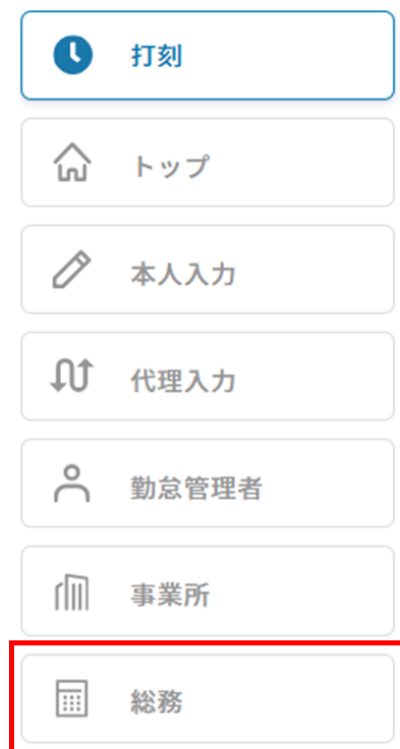 打刻
トップ
本人入力
代理入力
勤怠管理者
事業所
総務